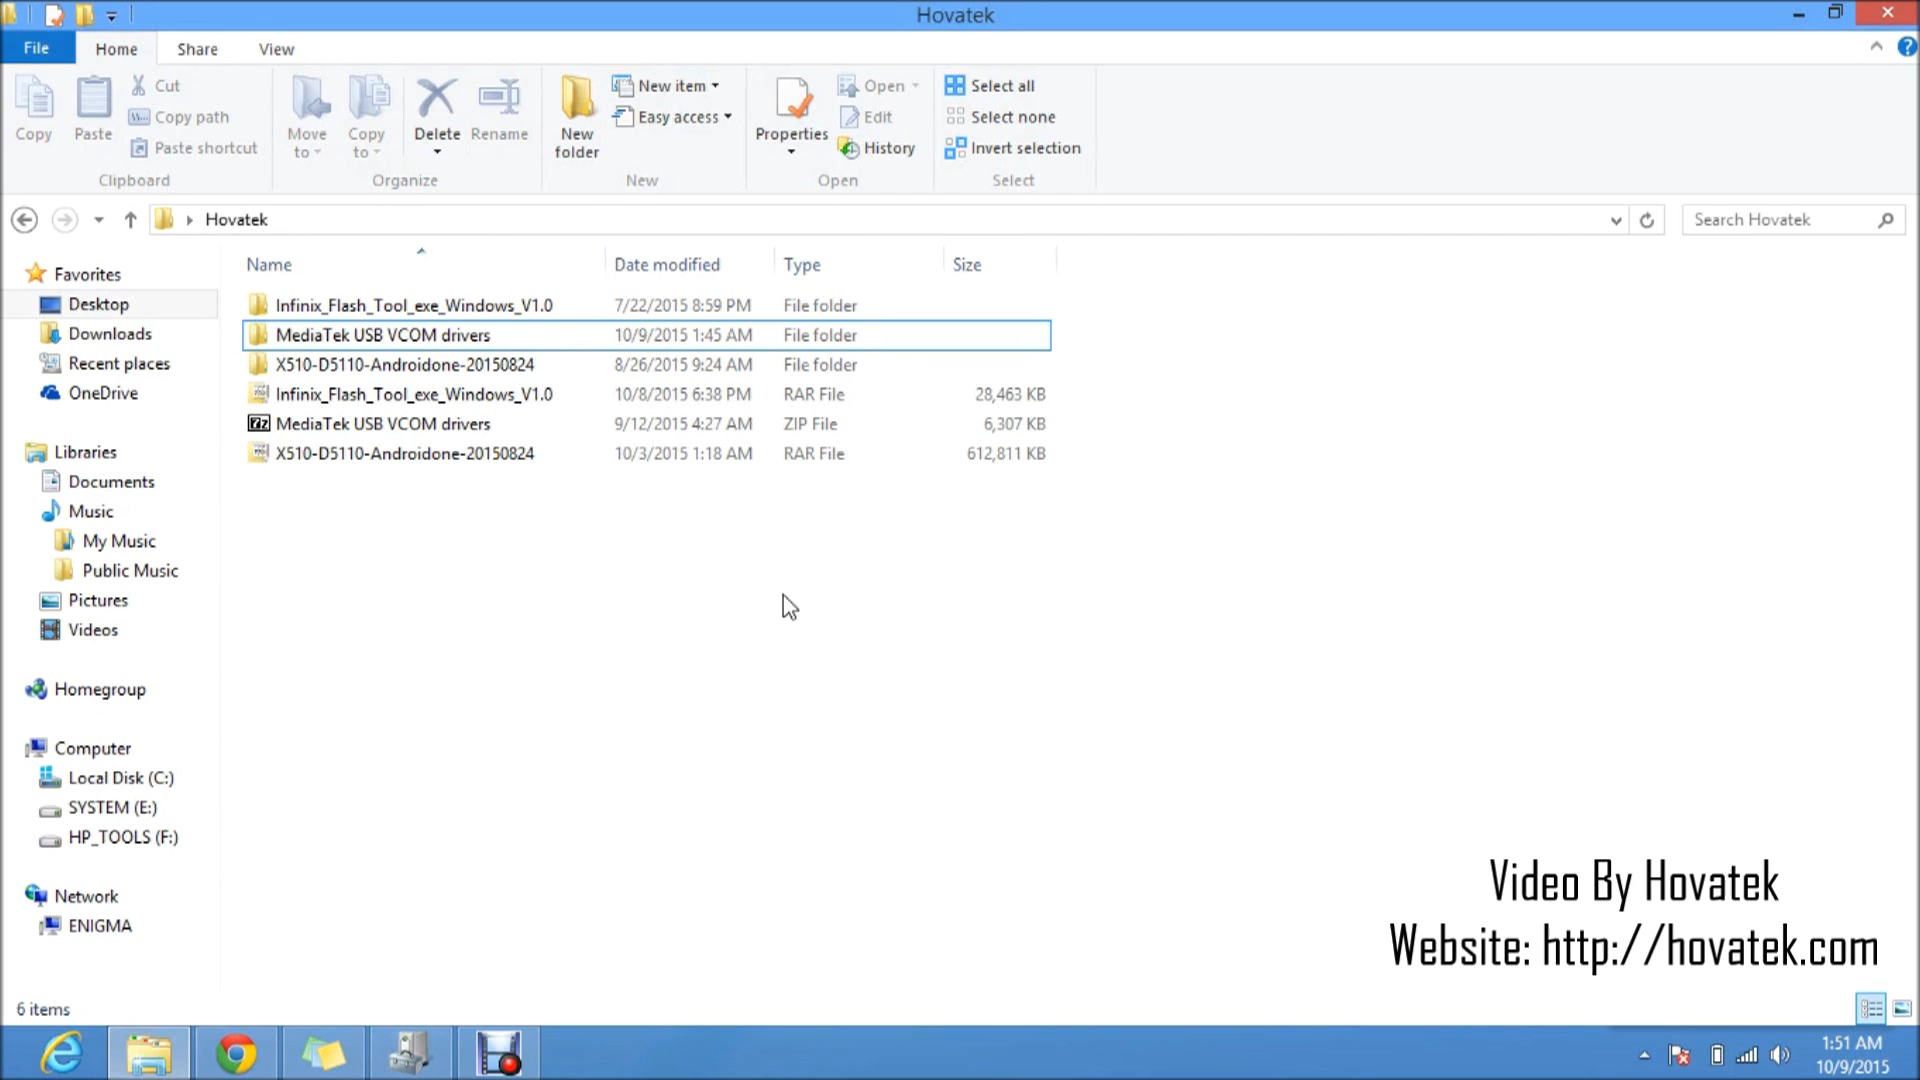 Hovatek
File
Home
Share
View
Copy
Paste
Cut
Copy path
Paste shortcut
Clipboard
Move to
Copy to
Delete
Rename
Organize
New folder
New item
Easy access
New
Properties
Open
Edit
History
Open
Select all
Select none
Invert selection
Select
Hovatek
Search Hovatek
Name Date modified Type Size
Infinix_Flash_Tool_exe_Windows_V1.0 7/22/2015 8:59 PM File folder
MediaTek USB VCOM drivers 10/9/2015 1:45 AM File folder
X510-D5110-Androidone-20150824 8/26/2015 9:24 AM File folder
Infinix_Flash_Tool_exe_Windows_V1.0 10/8/2015 6:38 PM RAR File 28,463 KB
MediaTek USB VCOM drivers 9/12/2015 4:27 AM ZIP File 6,307 KB
X510-D5110-Androidone-20150824 10/3/2015 1:18 AM RAR File 612,811 KB
Favorites
Desktop
Downloads
Recent places
OneDrive
Libraries
Documents
Music
My Music
Public Music
Pictures
Videos
Homegroup
Computer
Local Disk (C:)
SYSTEM (E:)
HP_TOOLS (F:)
Network
ENIGMA
Video By Hovatek
Website: http://hovatek.com
6 items
1:51 AM
10/9/2015